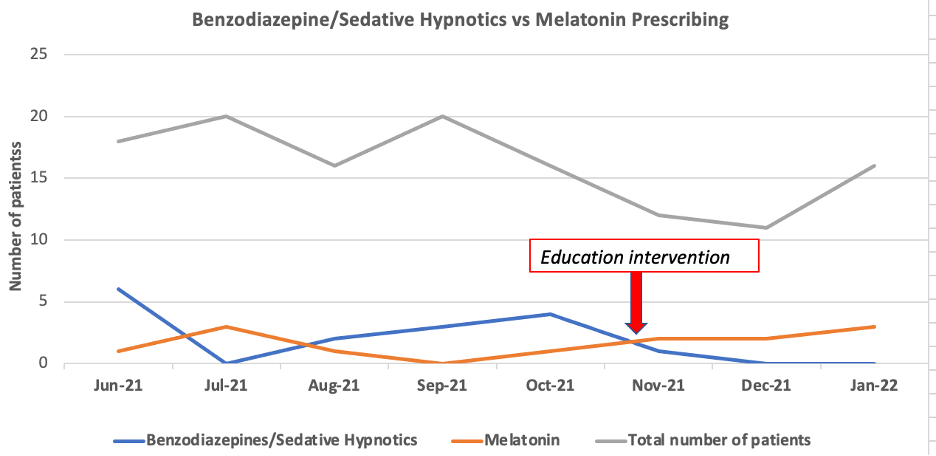 Benzodiazepine/Sedative Hypnotics vs Melatonin Prescribing
Number of patientss
25
20
15
10
5
0
Education intervention
Jun-21 Jul-21 Aug-21 Sep-21 Oct-21 Nov-21 Dec-21 Jan-22
Benzodiazepines/Sedative Hypnotics Melatonin Total number of patients